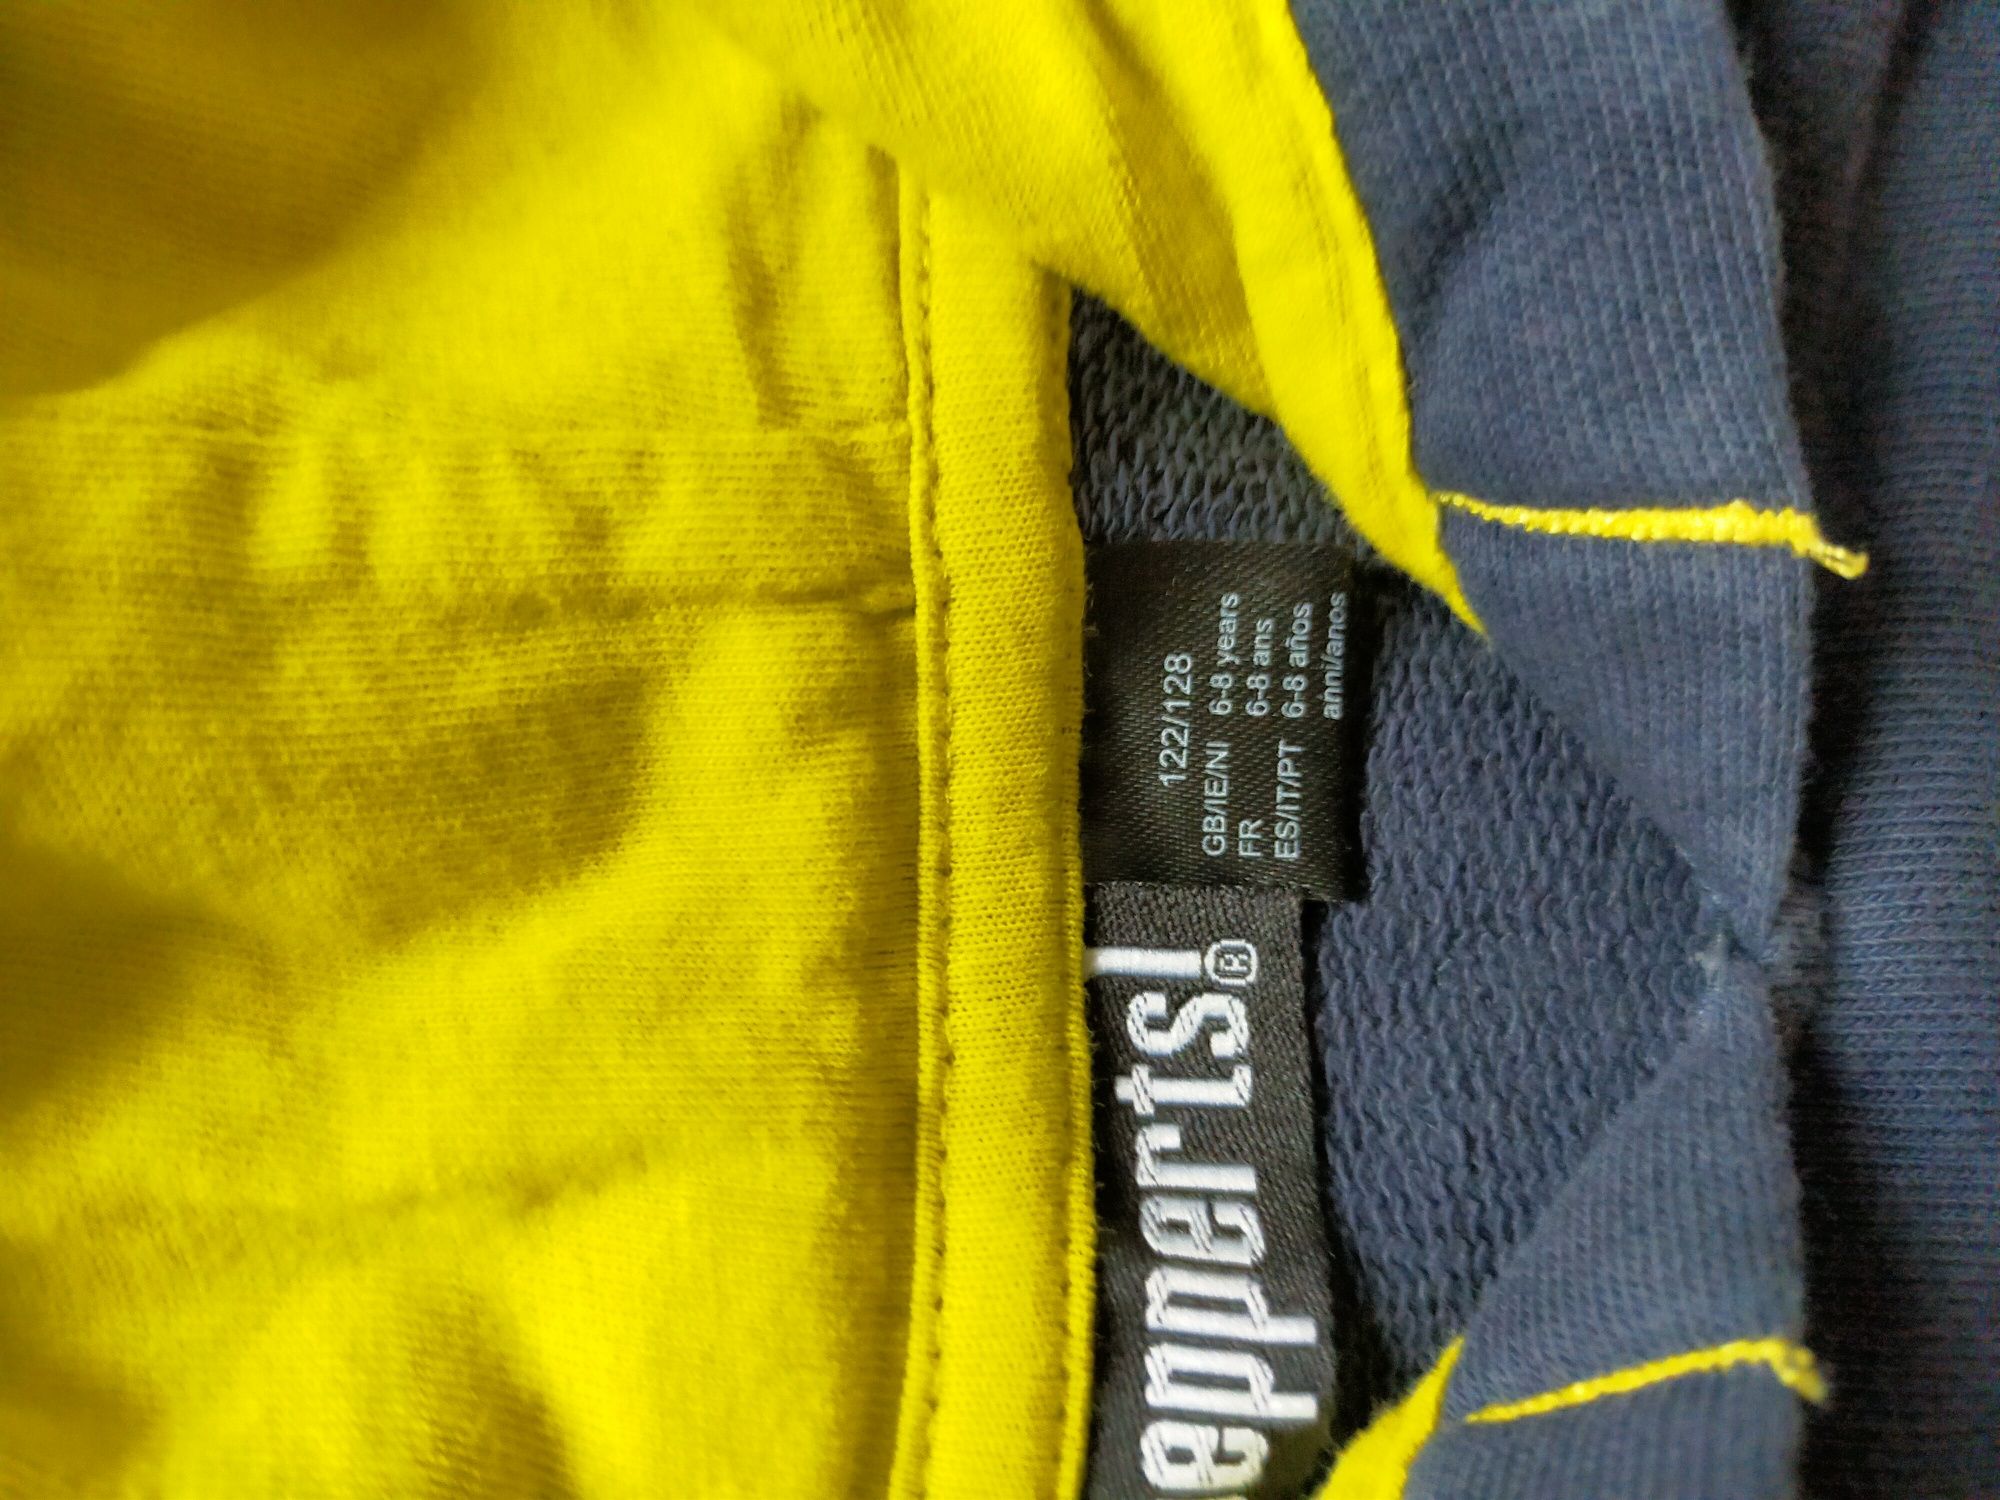 122/128
GB/IE/NI 6-8 years
FR 6-8 ans
ES/IT/PT 6-8 años
anni/anos
epperts!®